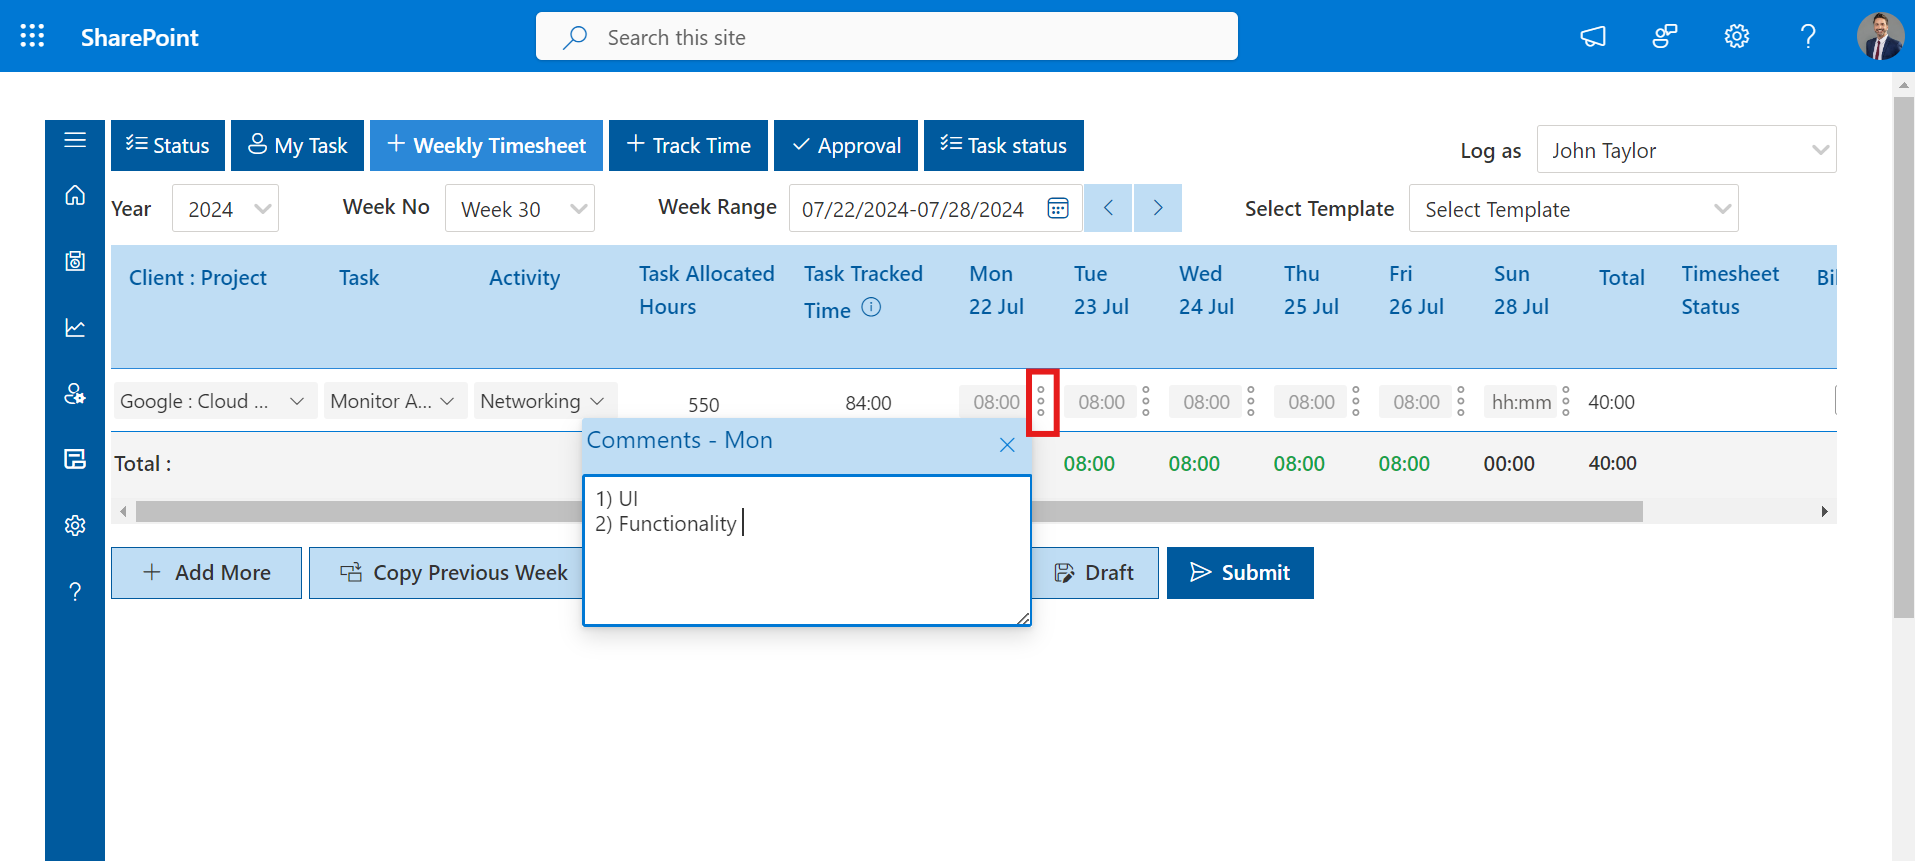 SharePoint
Search this site
Status
My Task
Weekly Timesheet
Track Time
Approval
Task status
Log as
John Taylor
Year
2024
Week No
Week 30
Week Range
07/22/2024-07/28/2024
Select Template
Select Template
Client : Project
Task
Activity
Task Allocated
Hours
Task Tracked
Time
Mon
22 Jul
Tue
23 Jul
Wed
24 Jul
Thu
25 Jul
Fri
26 Jul
Sun
28 Jul
Total
Timesheet
Status
Bil
Google : Cloud ...
Monitor A...
Networking
550
84:00
08:00
08:00
08:00
08:00
08:00
hh:mm
40:00
Comments - Mon
1) UI
2) Functionality
Total :
08:00
08:00
08:00
08:00
00:00
40:00
Add More
Copy Previous Week
Draft
Submit